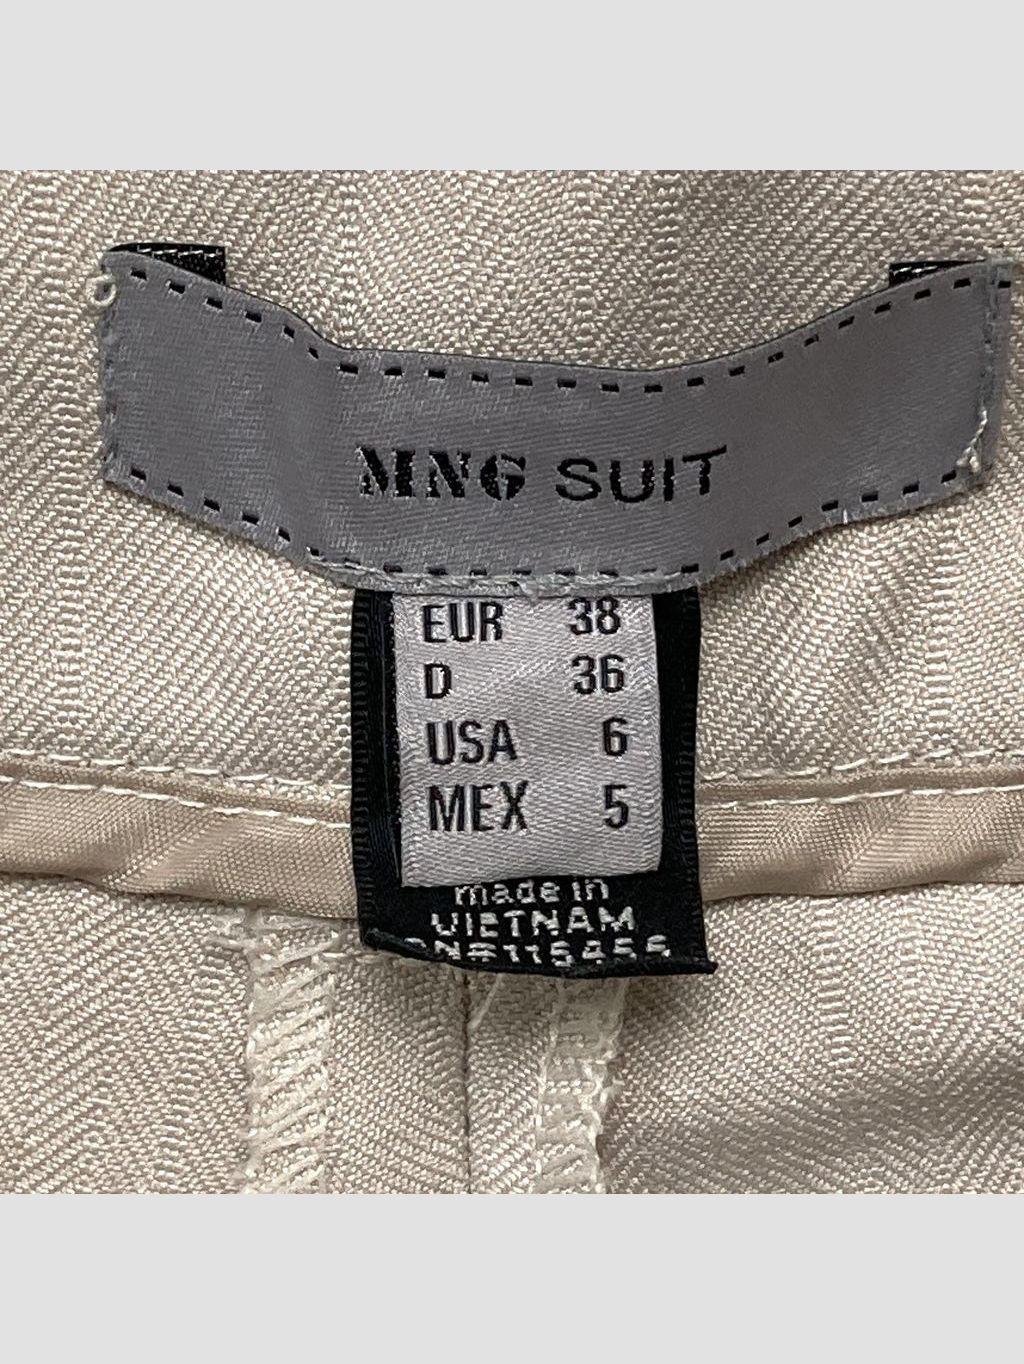 MNG SUIT
EUR 38
D 36
USA 6
MEX 5
made in
VIETNAM